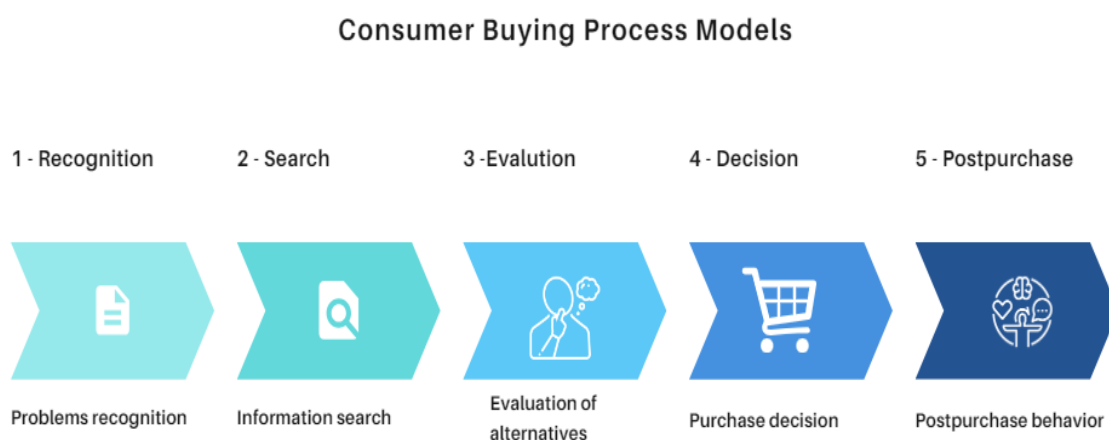 Consumer Buying Process Models
1 - Recognition
2 - Search
3 -Evalution
4 - Decision
5 - Postpurchase
Problems recognition
Information search
Evaluation of
alternatives
Purchase decision
Postpurchase behavior